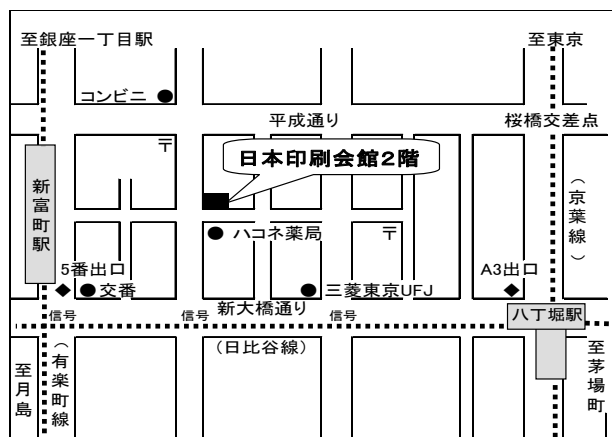 至銀座一丁目駅
至東京
コンビニ
平成通り
桜橋交差点
〒
日本印刷会館2階
新富町駅
（京葉線）
ハコネ薬局
〒
5番出口
A3出口
交番
三菱東京UFJ
新大橋通り
信号
信号
信号
八丁堀駅
（日比谷線）
至月島
（有楽町線
至茅場町